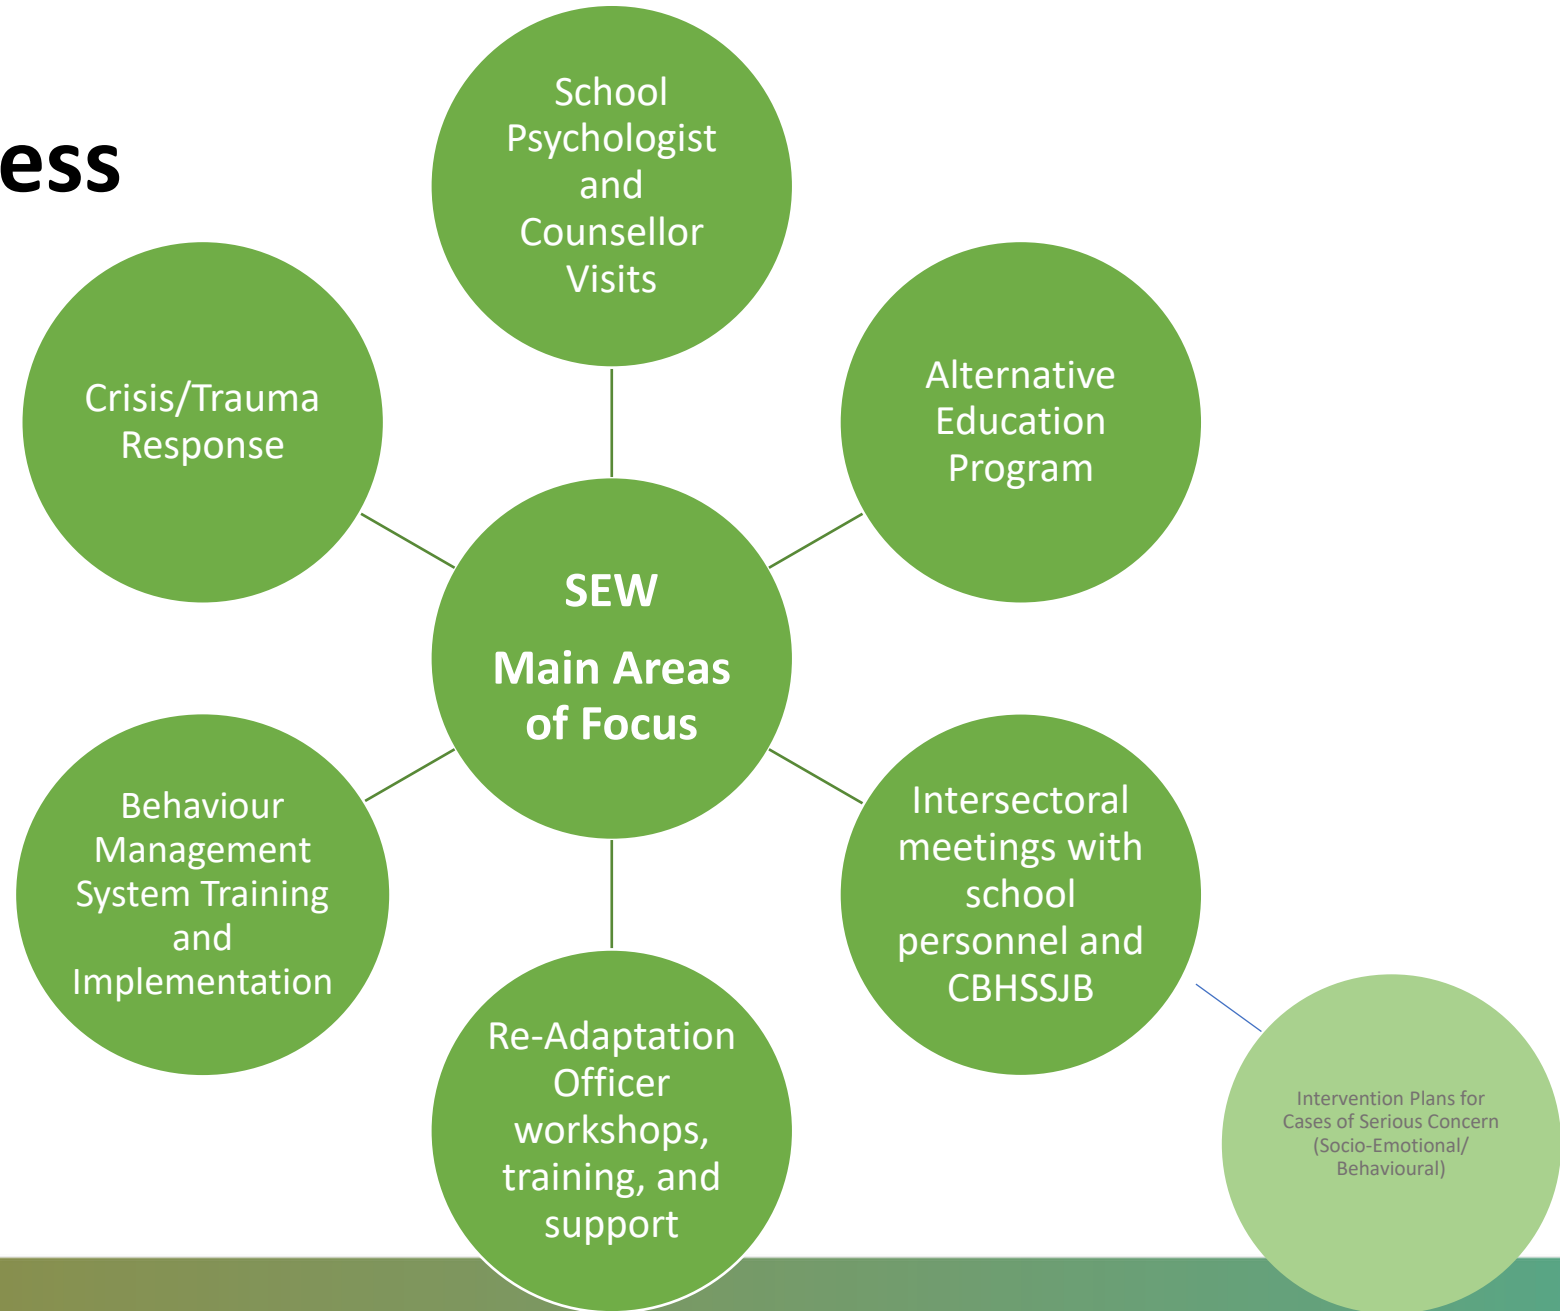 ess
School
Psychologist
and
Counsellor
Visits
Crisis/Trauma
Response
Alternative
Education
Program
SEW
Main Areas
of Focus
Behaviour
Management
System Training
and
Implementation
Intersectoral
meetings with
school
personnel and
CBHSSJB
Re-Adaptation
Officer
workshops,
training, and
support
Intervention Plans for
Cases of Serious Concern
(Socio-Emotional/
Behavioural)